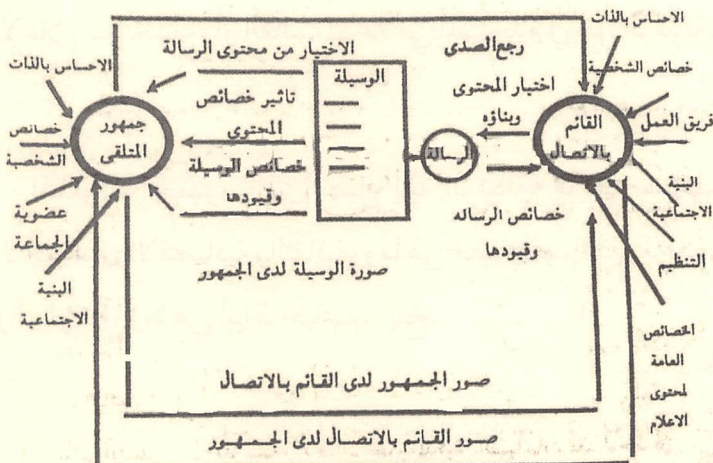 الاحساس بالذات
خصائص الشخصية
فريق العمل
البنية
الاجتماعية
التنظيم
الخصائص
العامة
لمحتوى
الاعلام
القائم
بالاتصال
رجع الصدى
اختيار المحتوى
وبناؤه
الرسالة
خصائص الرساله
وقيودها
الوسيلة
الاختيار من محتوى الرسالة
تاثير خصائص
المحتوى
خصائص الوسيلة
وقيودها
صورة الوسيلة لدى الجمهور
جمهور
المتلقى
الاحساس بالذات
خصائص
الشخصية
عضوية
الجماعة
البنية
الاجتماعية
صور الجمهور لدى القائم بالاتصال
صور القائم بالاتصال لدى الجمهور